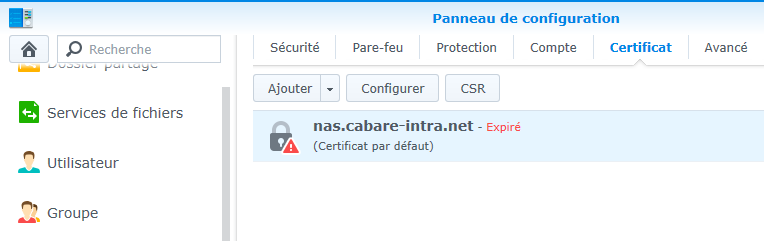 Panneau de configuration
Recherche
Sécurité Pare-feu Protection Compte Certificat Avancé
Dossier partagé
Ajouter Configurer CSR
Services de fichiers
nas.cabare-intra.net - Expiré
(Certificat par défaut)
Utilisateur
Groupe